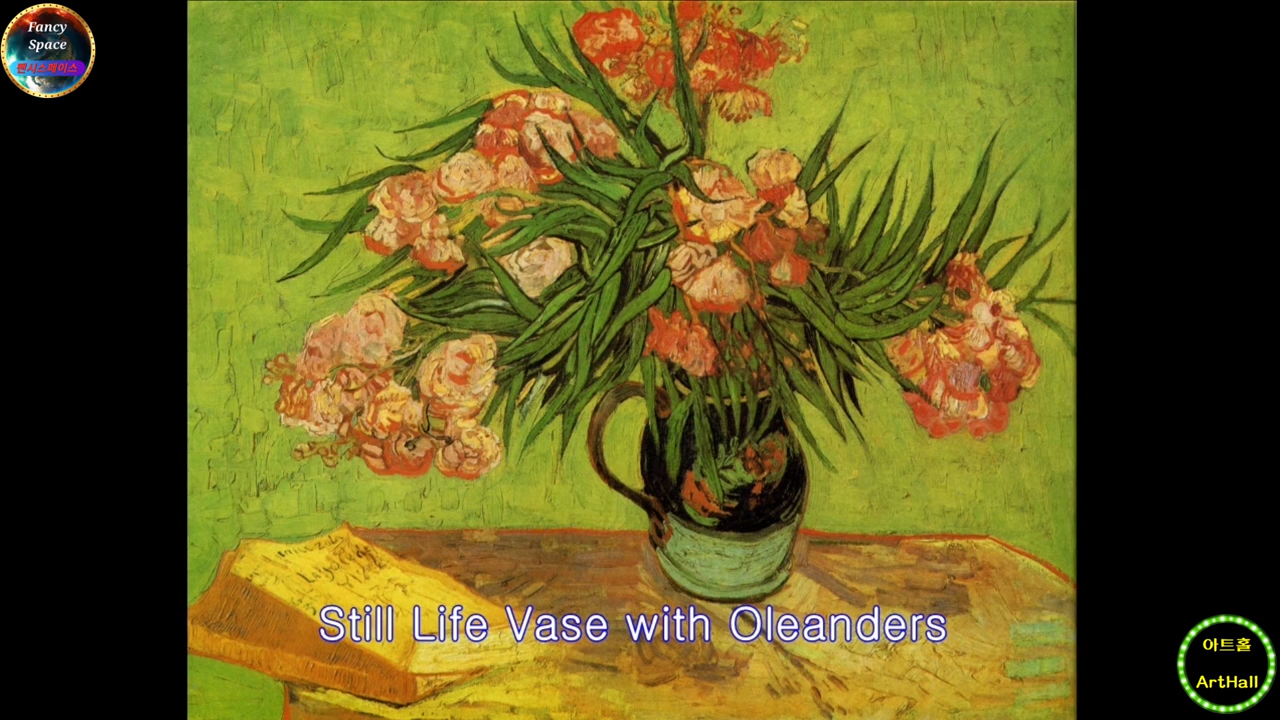 Fancy
Space
팬시스페이스
Still Life Vase with Oleanders
아트홀
ArtHall